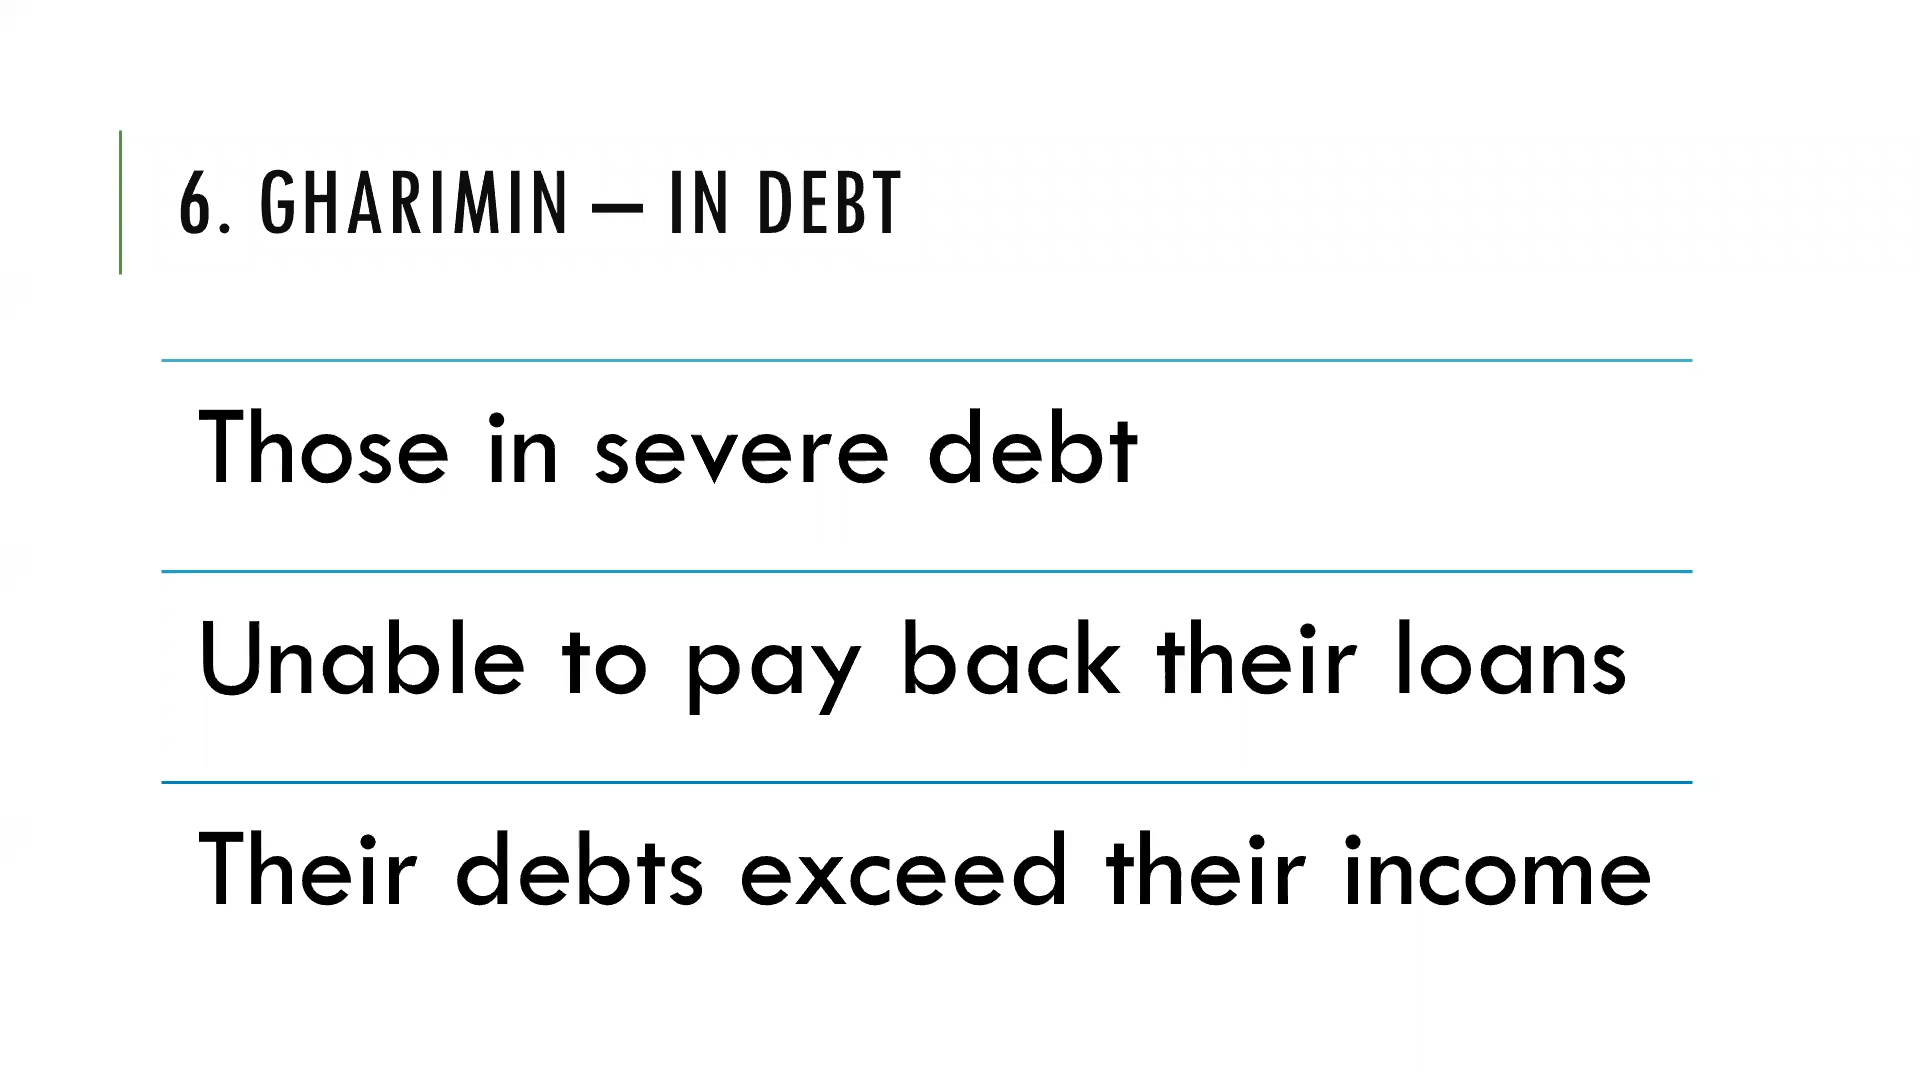 6. GHARIMIN – IN DEBT
Those in severe debt
Unable to pay back their loans
Their debts exceed their income